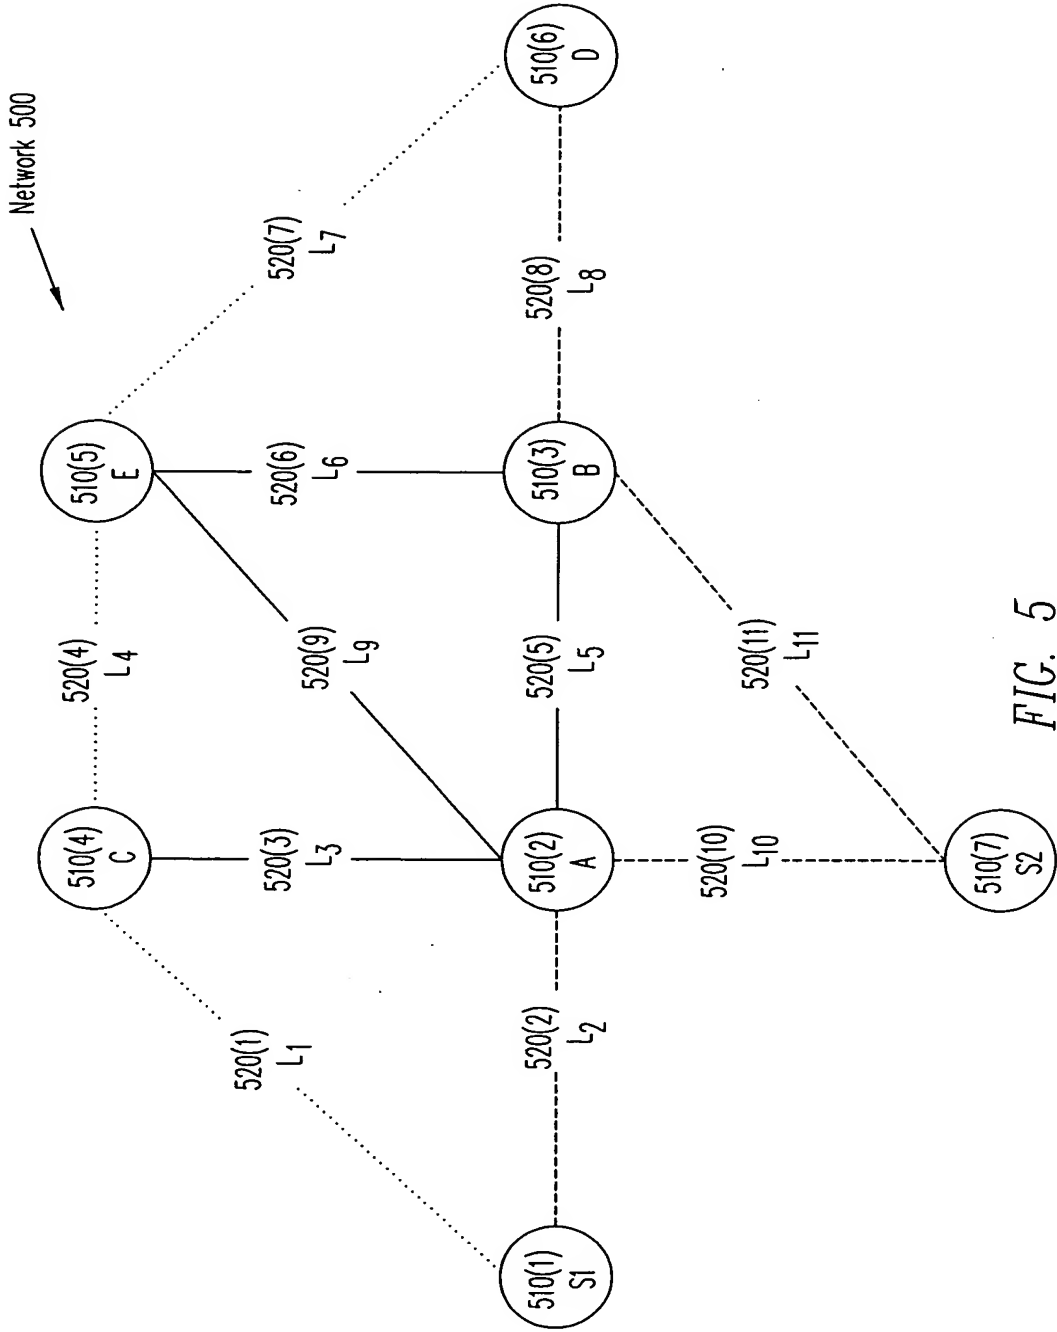 Network 500
510(4)
C
520(4)
L4
510(5)
E
520(1)
L1
520(3)
L3
520(9)
L9
520(6)
L6
520(7)
L7
510(1)
S1
520(2)
L2
510(2)
A
520(5)
L5
510(3)
B
520(8)
L8
510(6)
D
520(10)
L10
520(11)
L11
510(7)
S2
FIG. 5